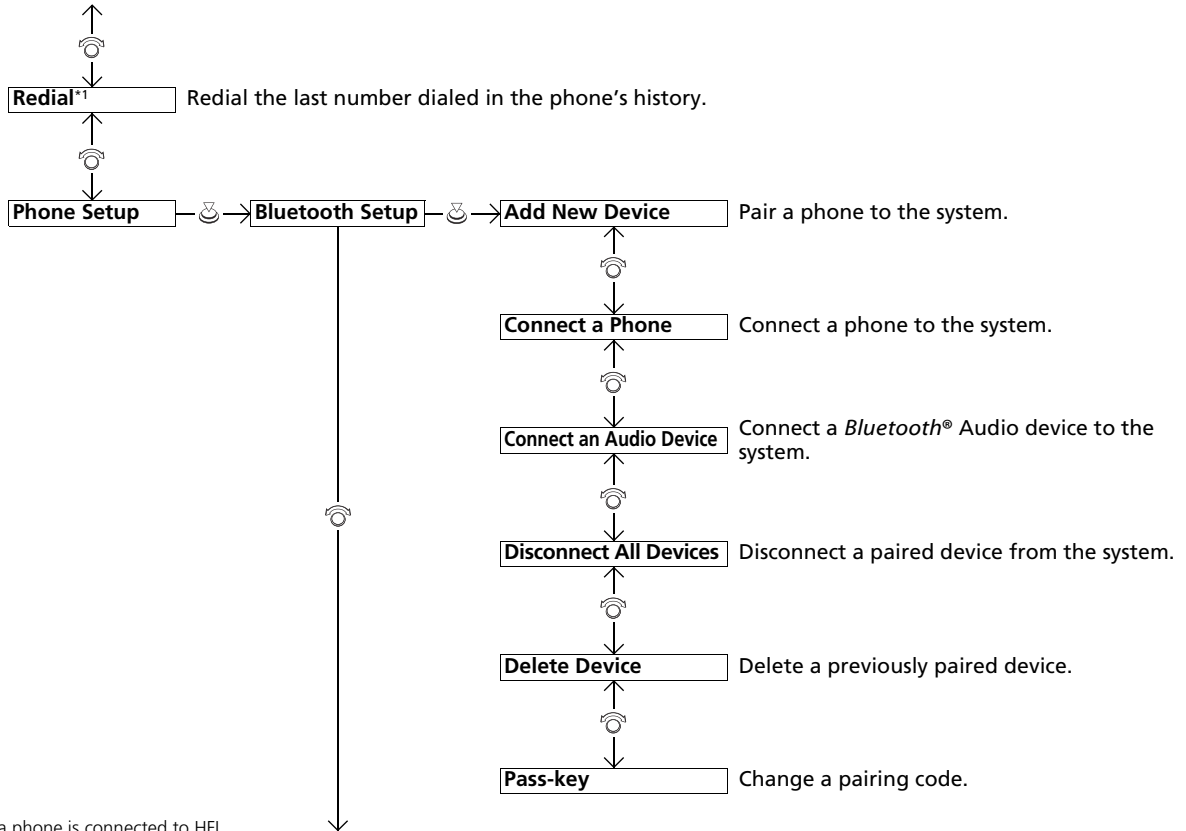 Redial*1 Redial the last number dialed in the phone's history.
Phone Setup Bluetooth Setup Add New Device Pair a phone to the system.
Connect a Phone Connect a phone to the system.
Connect an Audio Device Connect a Bluetooth® Audio device to the
system.
Disconnect All Devices Disconnect a paired device from the system.
Delete Device Delete a previously paired device.
Pass-key Change a pairing code.
a phone is connected to HFL